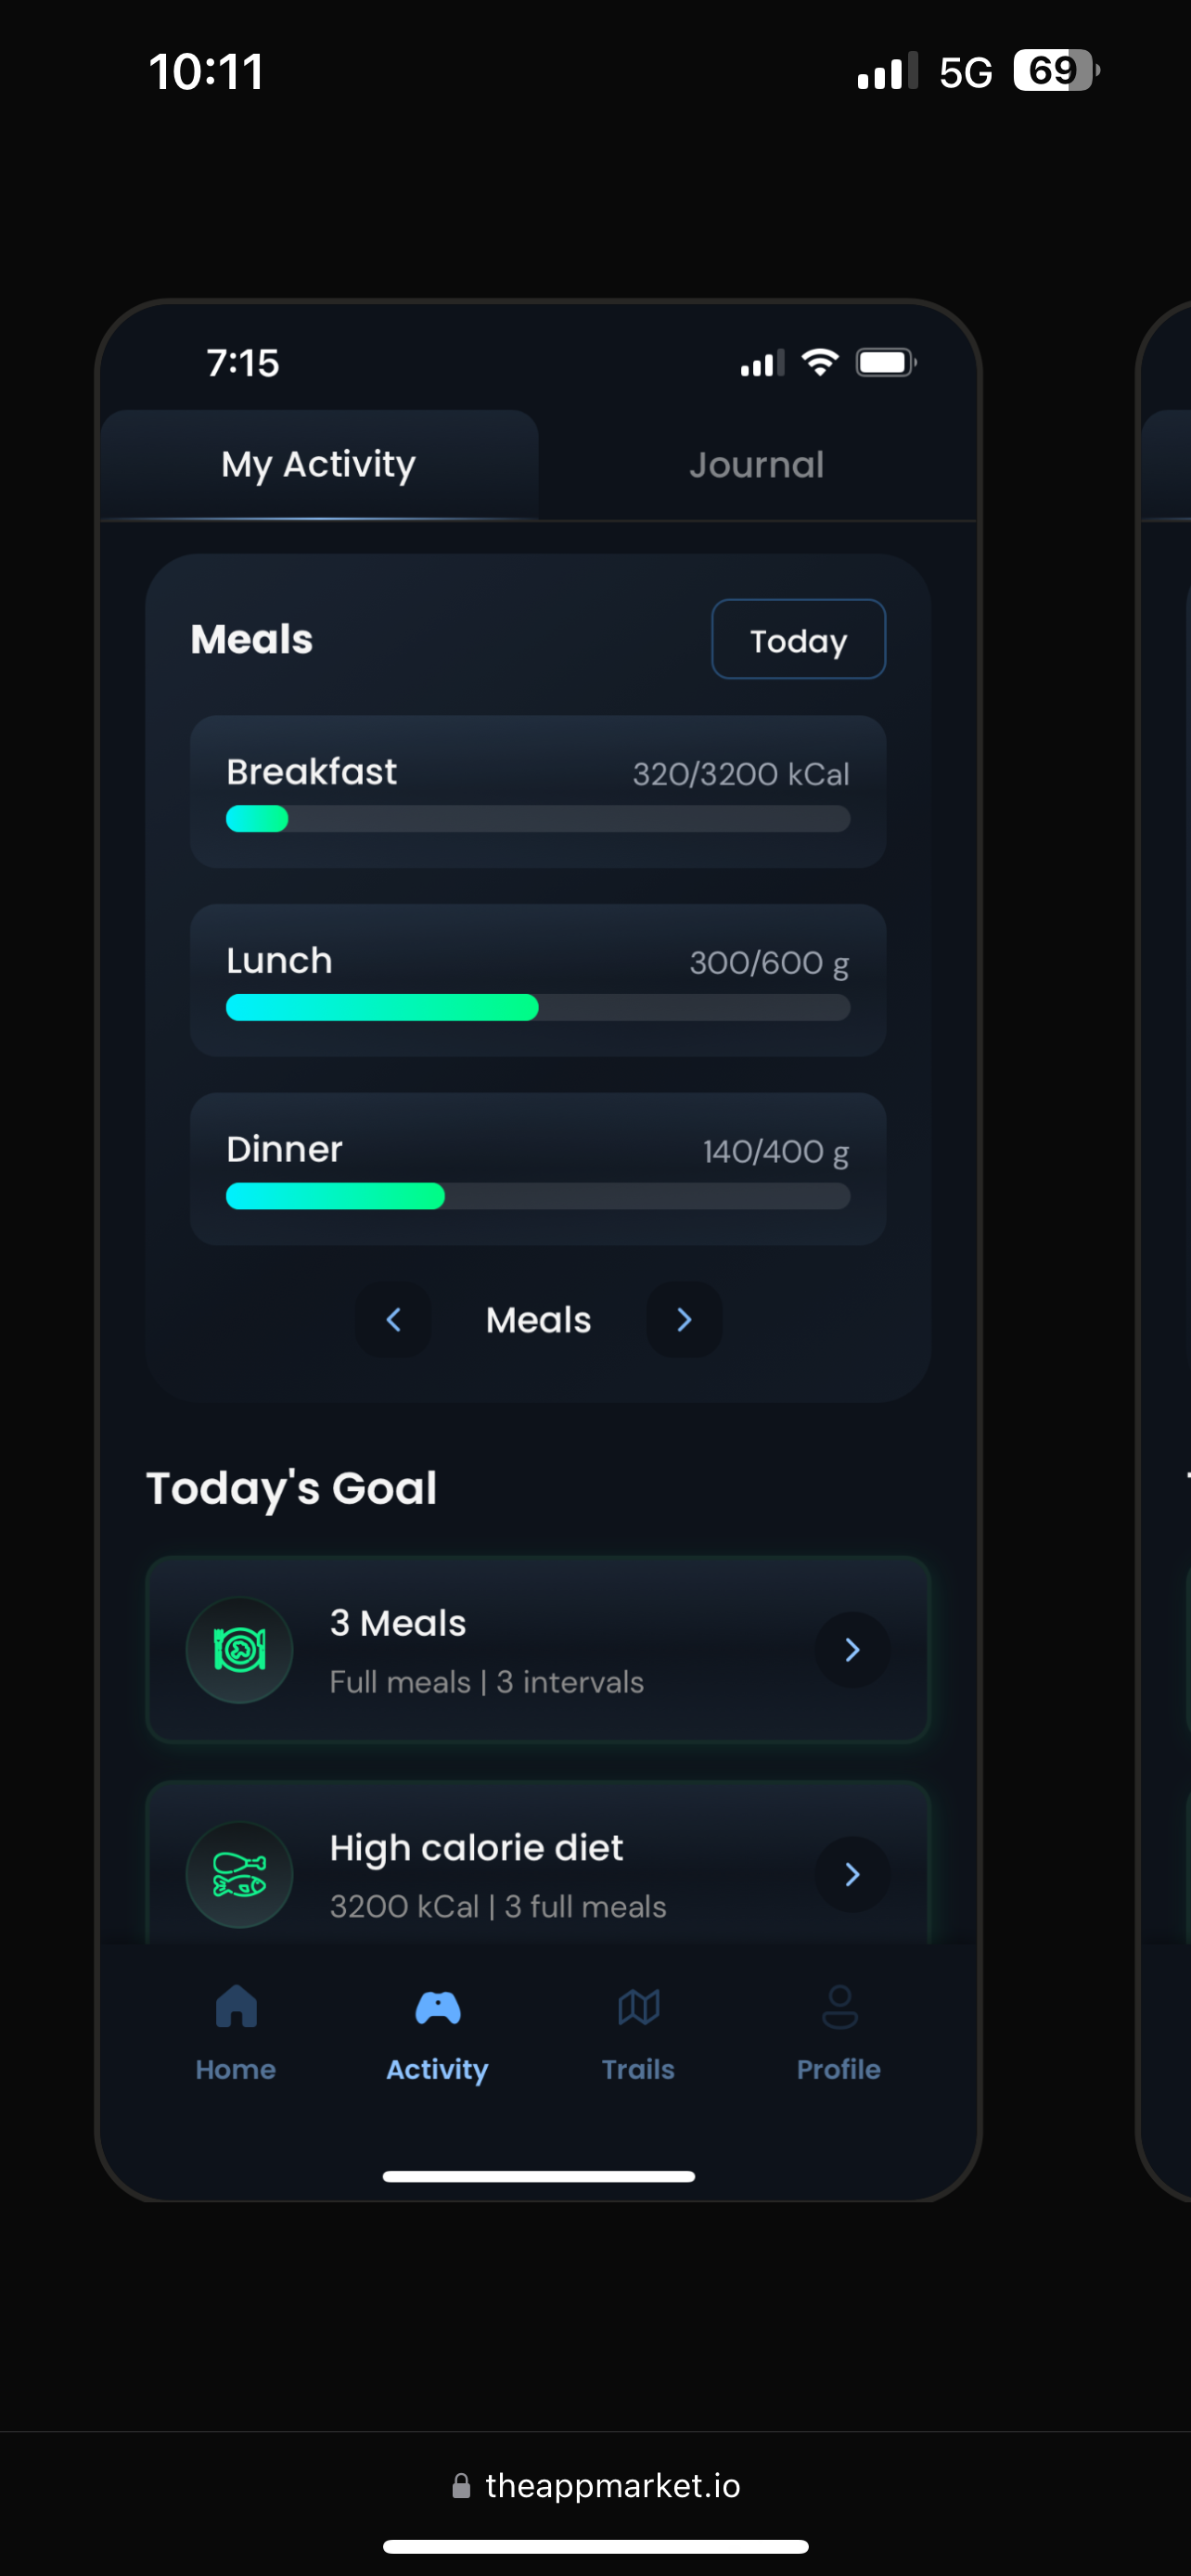 10:11
5G 69
7:15
My Activity
Journal
Meals
Today
Breakfast
320/3200 kCal
Lunch
300/600 g
Dinner
140/400 g
Meals
Today's Goal
3 Meals
Full meals | 3 intervals
High calorie diet
3200 kCal | 3 full meals
Home
Activity
Trails
Profile
theappmarket.io